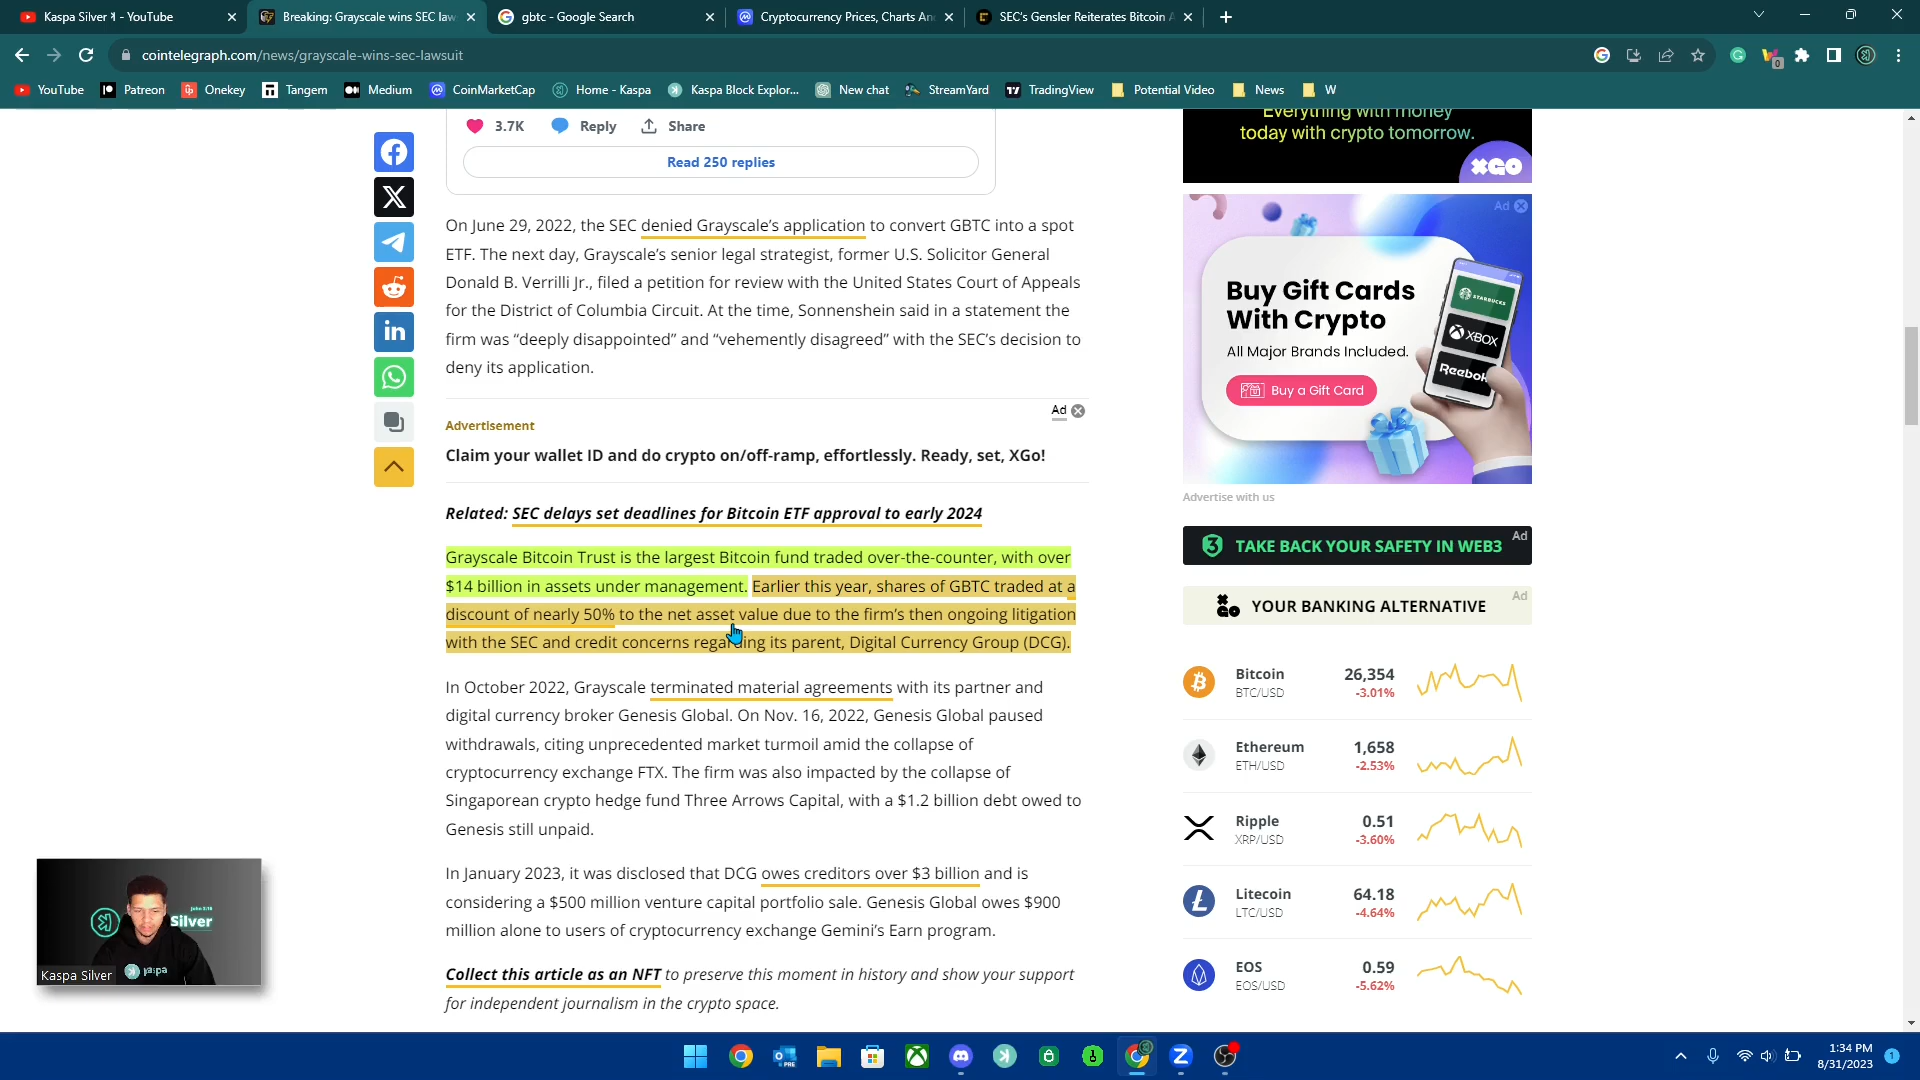 Kaspa Silver - YouTube
Breaking: Grayscale wins SEC law
gbtc - Google Search
Cryptocurrency Prices, Charts An
SEC's Gensler Reiterates Bitcoin A
cointelegraph.com/news/grayscale-wins-sec-lawsuit
0
YouTube
Patreon
Onekey
Tangem
Medium
CoinMarketCap
Home - Kaspa
Kaspa Block Explor...
New chat
StreamYard
TradingView
Potential Video
News
W
3.7K
Reply
Share
Read 250 replies
On June 29, 2022, the SEC denied Grayscale's application to convert GBTC into a spot
ETF. The next day, Grayscale's senior legal strategist, former U.S. Solicitor General
Donald B. Verrilli Jr., filed a petition for review with the United States Court of Appeals
for the District of Columbia Circuit. At the time, Sonnenshein said in a statement the
firm was “deeply disappointed” and “vehemently disagreed” with the SEC's decision to
deny its application.
Ad
Advertisement
Claim your wallet ID and do crypto on/off-ramp, effortlessly. Ready, set, XGo!
Related: SEC delays set deadlines for Bitcoin ETF approval to early 2024
Grayscale Bitcoin Trust is the largest Bitcoin fund traded over-the-counter, with over
$14 billion in assets under management. Earlier this year, shares of GBTC traded at a
discount of nearly 50% to the net asset value due to the firm's then ongoing litigation
with the SEC and credit concerns regarding its parent, Digital Currency Group (DCG).
In October 2022, Grayscale terminated material agreements with its partner and
digital currency broker Genesis Global. On Nov. 16, 2022, Genesis Global paused
withdrawals, citing unprecedented market turmoil amid the collapse of
cryptocurrency exchange FTX. The firm was also impacted by the collapse of
Singaporean crypto hedge fund Three Arrows Capital, with a $1.2 billion debt owed to
Genesis still unpaid.
In January 2023, it was disclosed that DCG owes creditors over $3 billion and is
considering a $500 million venture capital portfolio sale. Genesis Global owes $900
million alone to users of cryptocurrency exchange Gemini's Earn program.
Collect this article as an NFT to preserve this moment in history and show your support
for independent journalism in the crypto space.
Everything with money
today with crypto tomorrow.
XGO
Ad
Buy Gift Cards
With Crypto
All Major Brands Included.
Buy a Gift Card
STARBUCKS
XBOX
Reebok
Advertise with us
TAKE BACK YOUR SAFETY IN WEB3
Ad
YOUR BANKING ALTERNATIVE
Ad
Bitcoin 26,354
BTC/USD -3.01%
Ethereum 1,658
ETH/USD -2.53%
Ripple 0.51
XRP/USD -3.60%
Litecoin 64.18
LTC/USD -4.64%
EOS 0.59
EOS/USD -5.62%
Silver
Kaspa Silver
1:34 PM
8/31/2023
1